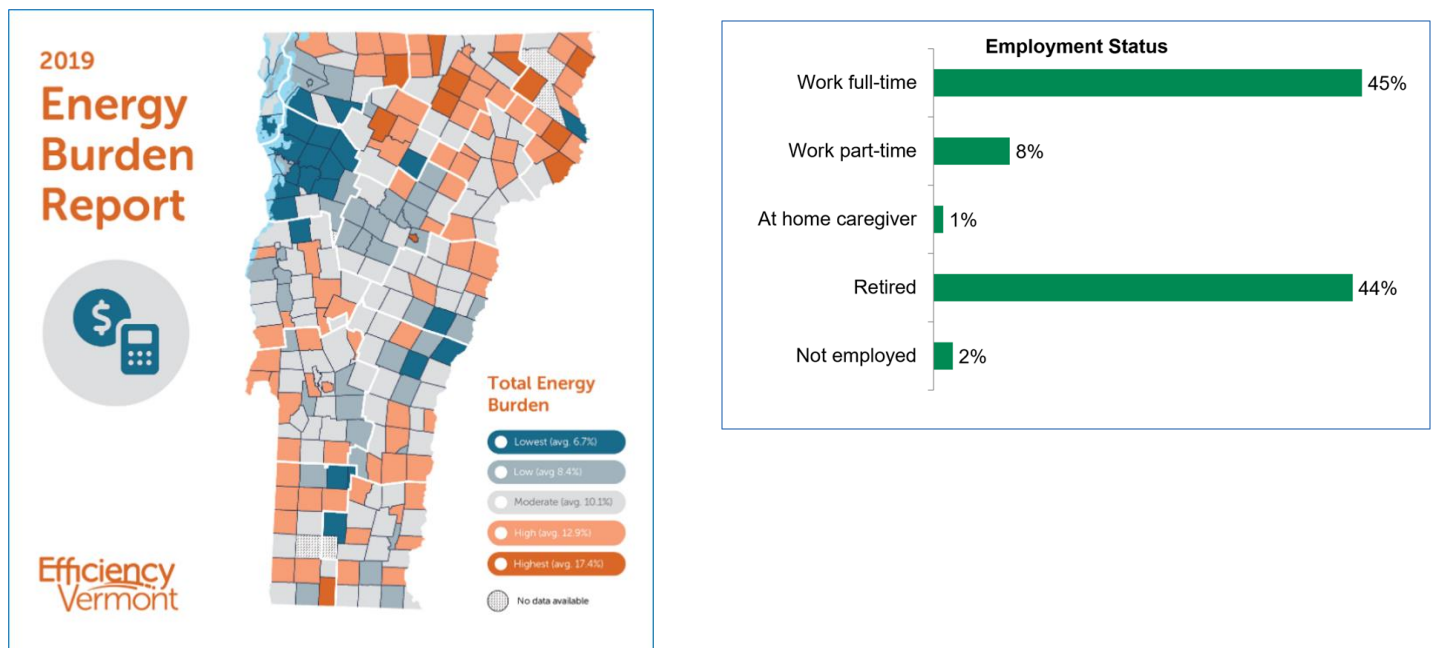 2019
Energy
Burden
Report
Total Energy
Burden
Lowest (avg. 6.7%)
Low (avg 8.4%)
Moderate (avg. 10.1%)
High (avg. 12.9%)
Highest (avg. 17.4%)
No data available
Efficiency
Vermont
Employment Status
Work full-time
45%
Work part-time
8%
At home caregiver
1%
Retired
44%
Not employed
2%